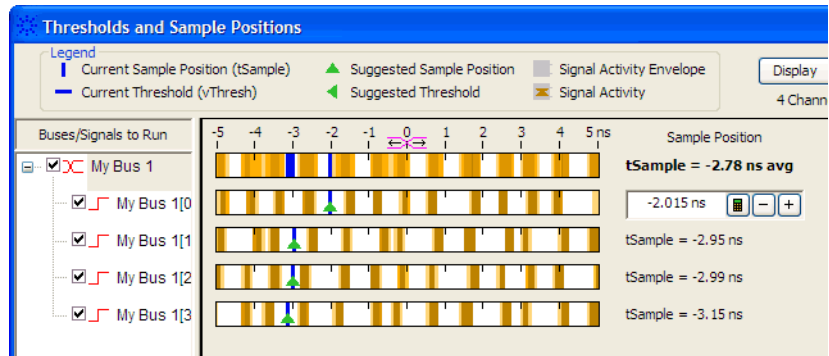 Thresholds and Sample Positions
Legend
Current Sample Position (tSample)
Suggested Sample Position
Signal Activity Envelope
Current Threshold (vThresh)
Suggested Threshold
Signal Activity
Display
4 Chann
Buses/Signals to Run
-5 -4 -3 -2 -1 0 1 2 3 4 5 ns
Sample Position
My Bus 1
tSample = -2.78 ns avg
My Bus 1[0
-2.015 ns
My Bus 1[1
tSample = -2.95 ns
My Bus 1[2
tSample = -2.99 ns
My Bus 1[3
tSample = -3.15 ns